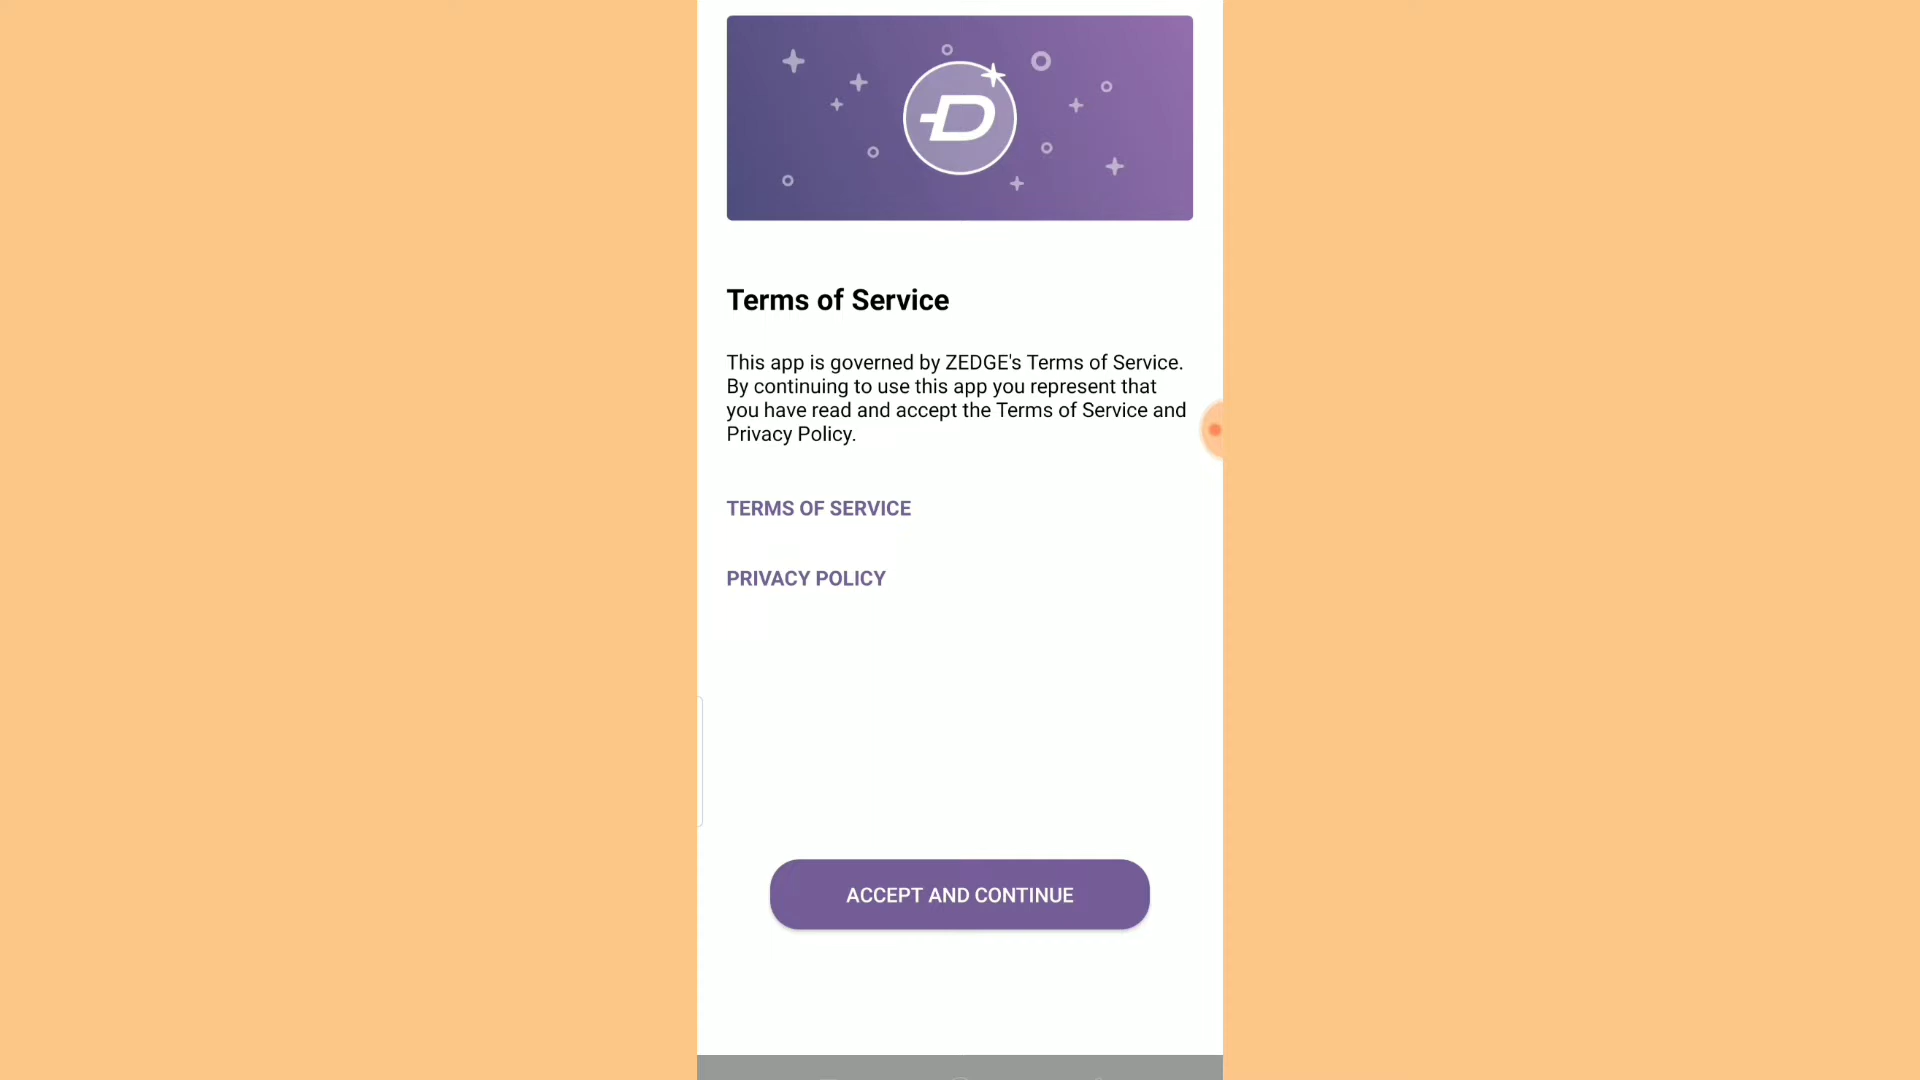 Terms of Service
This app is governed by ZEDGE's Terms of Service.
By continuing to use this app you represent that
you have read and accept the Terms of Service and
Privacy Policy.
TERMS OF SERVICE
PRIVACY POLICY
ACCEPT AND CONTINUE